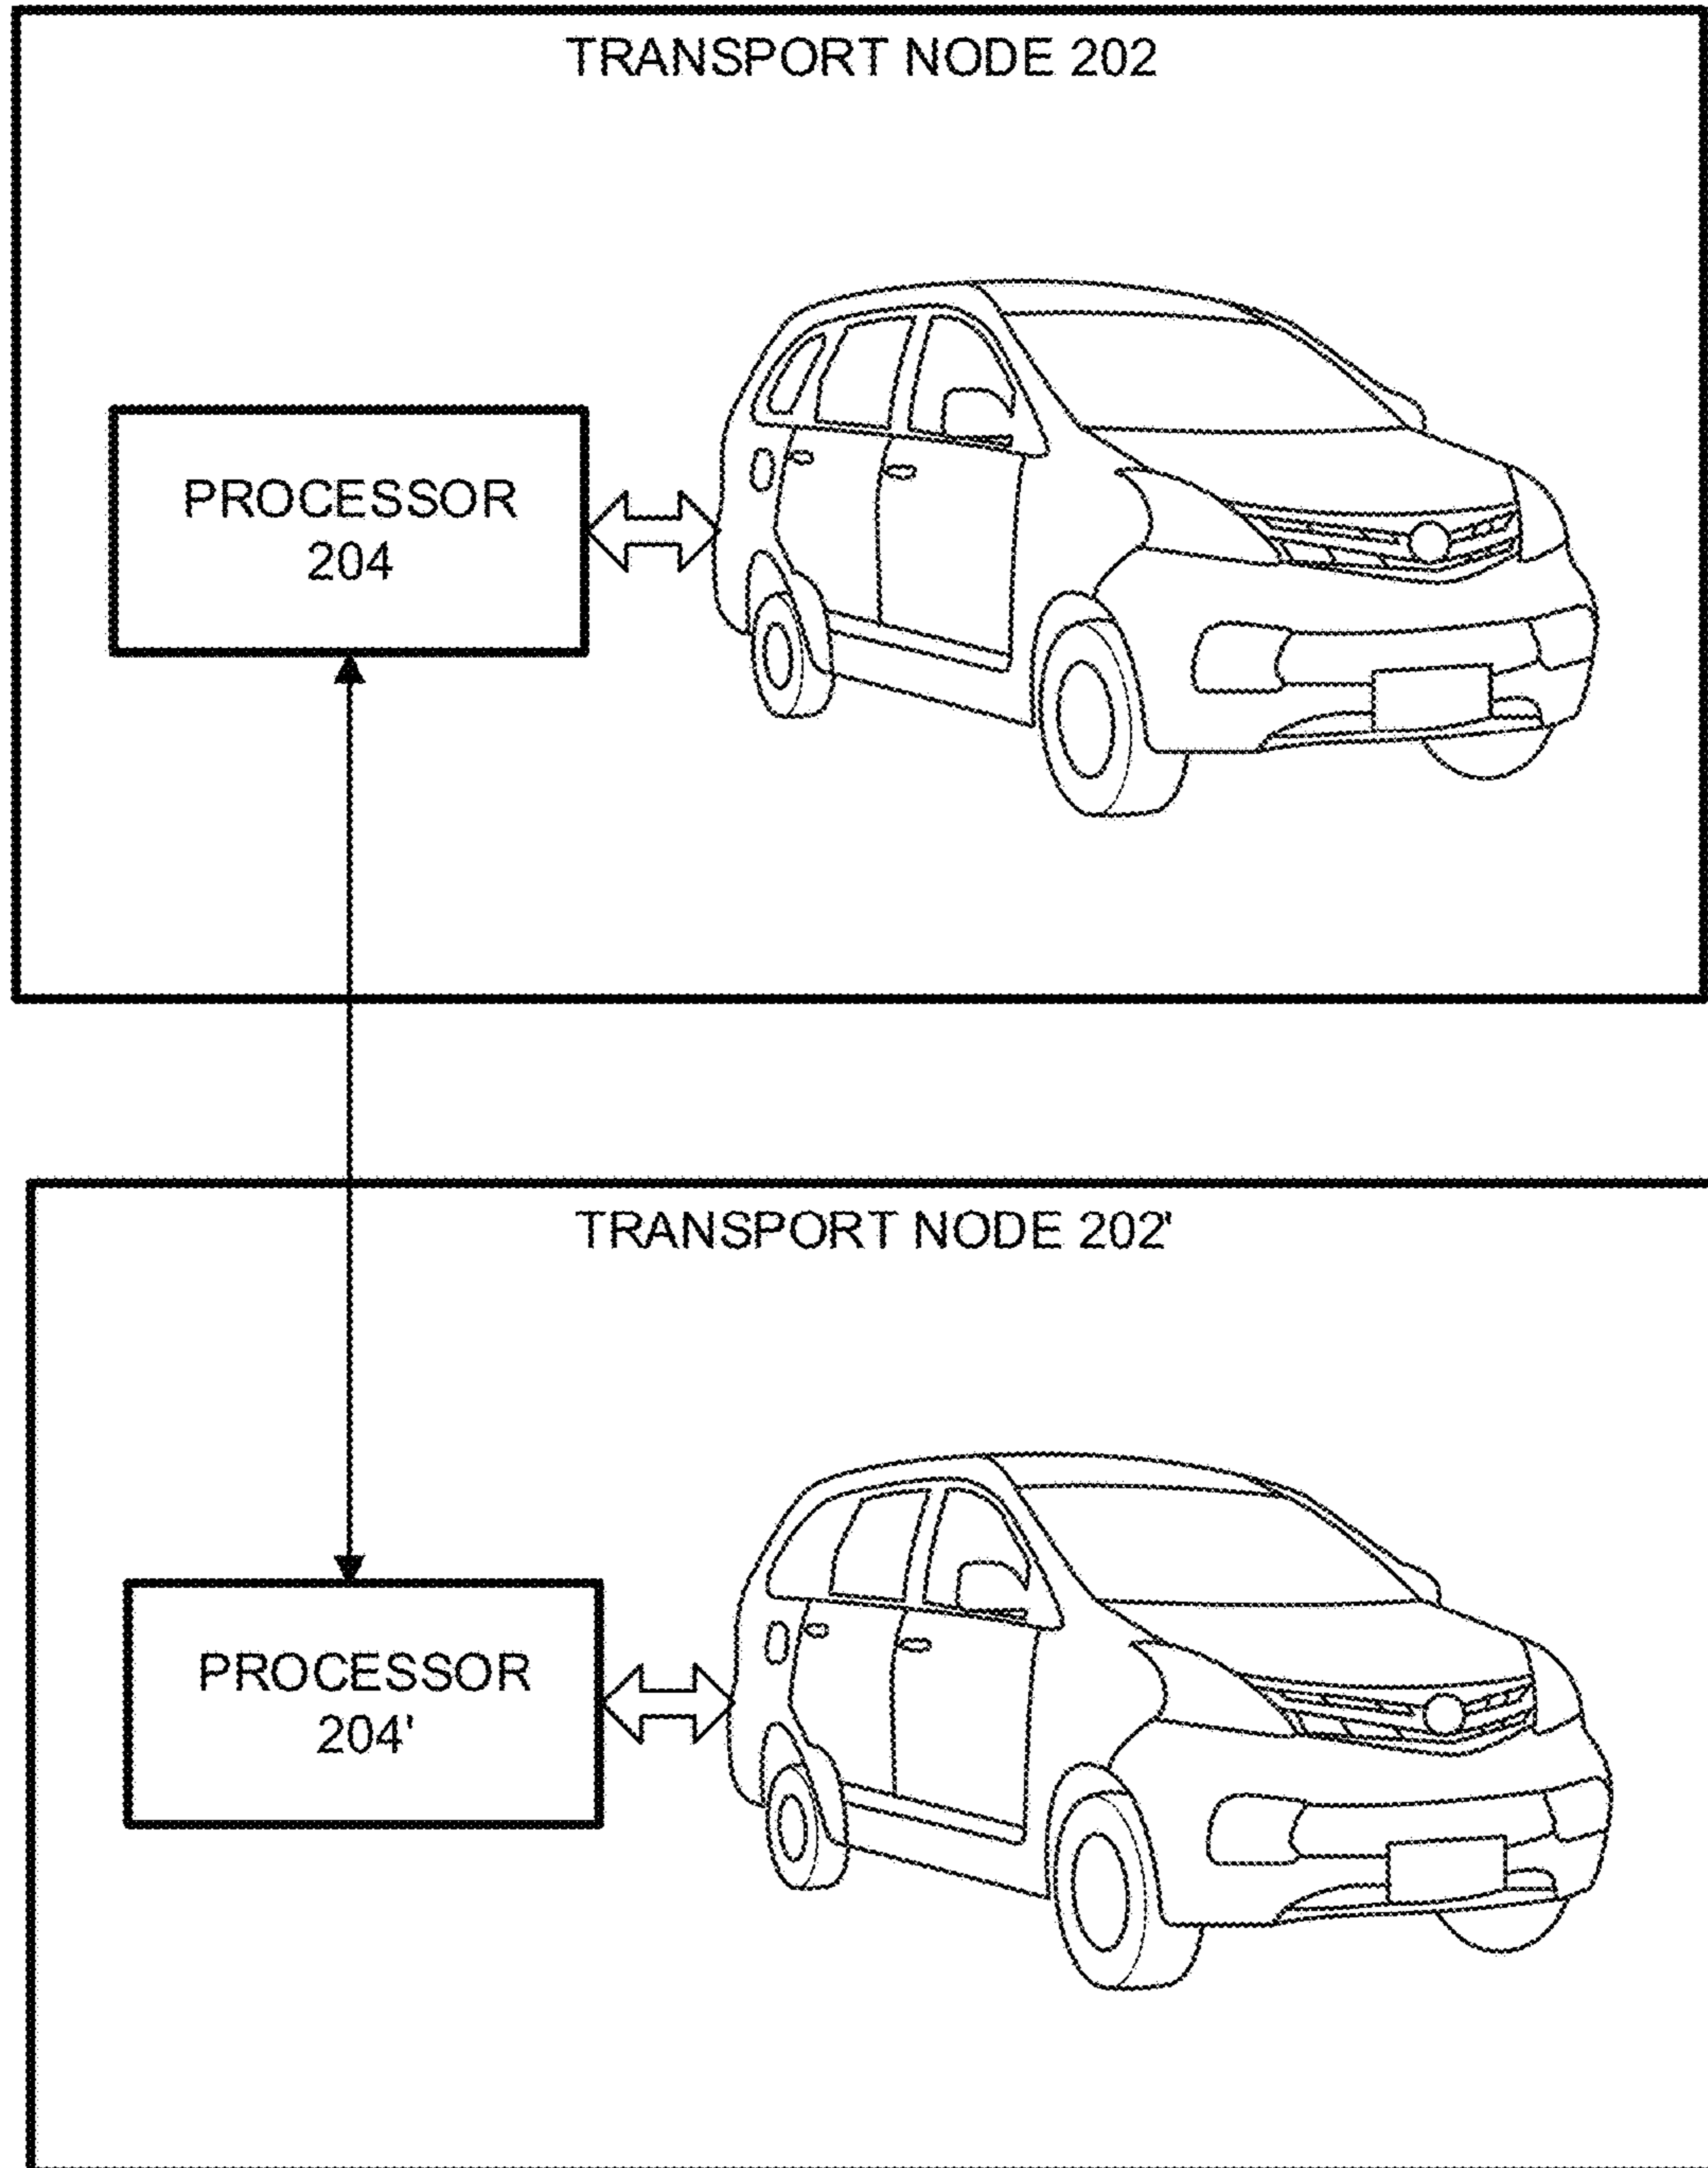 TRANSPORT NODE 202
PROCESSOR
204
TRANSPORT NODE 202'
PROCESSOR
204'